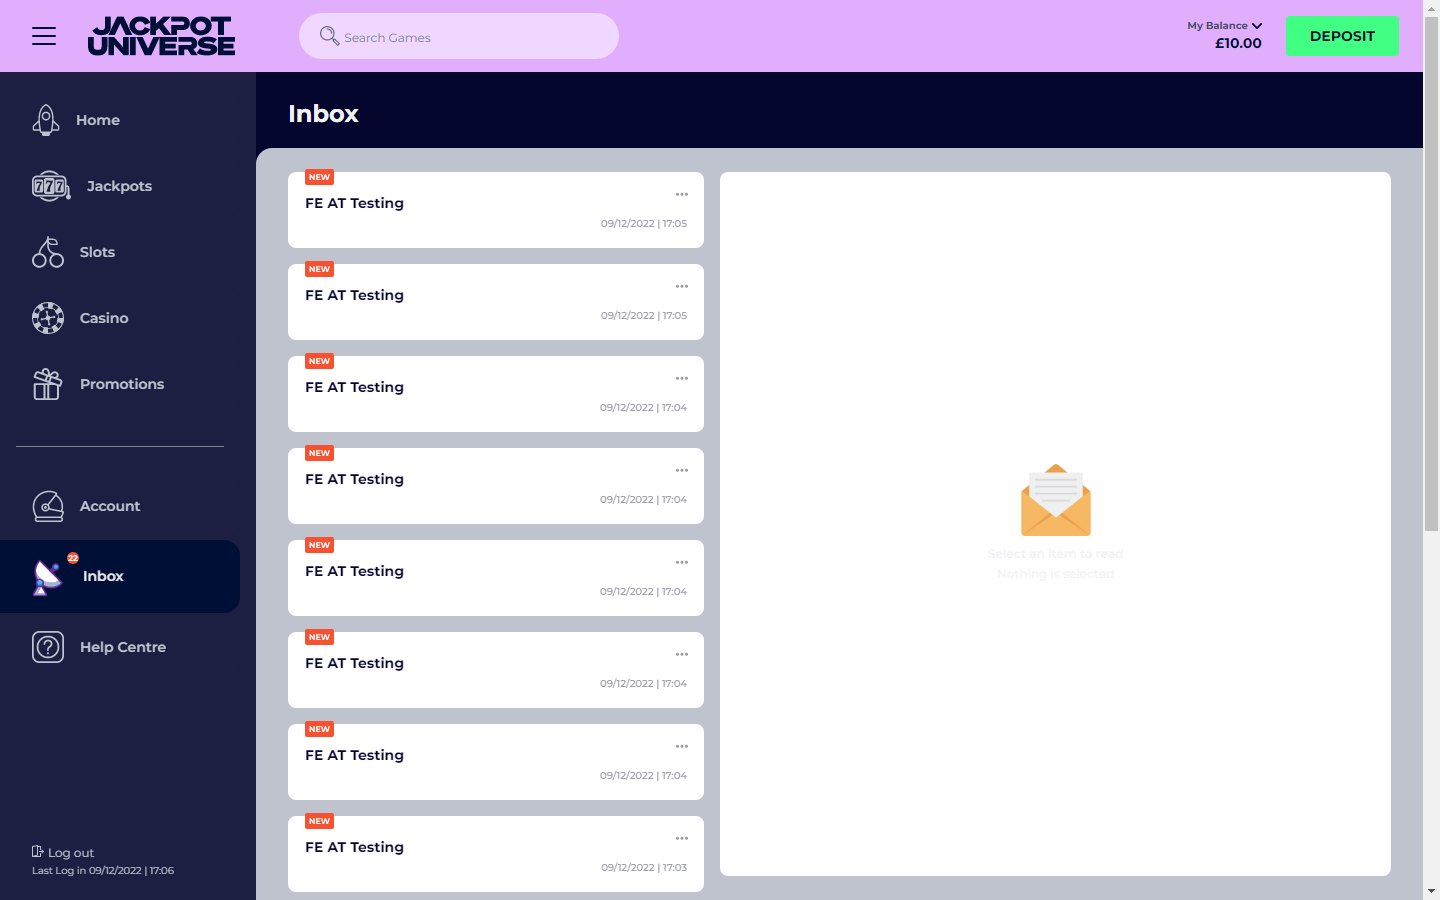 JACKPOT
UNIVERSE
Search Games
My Balance
£10.00
DEPOSIT
Home
777
Jackpots
Slots
Casino
Promotions
Account
22
Inbox
Help Centre
Log out
Last Log in 09/12/2022 | 17:06
Inbox
NEW
FE AT Testing
09/12/2022 | 17:05
NEW
FE AT Testing
09/12/2022 | 17:05
NEW
FE AT Testing
09/12/2022 | 17:04
NEW
FE AT Testing
09/12/2022 | 17:04
NEW
FE AT Testing
09/12/2022 | 17:04
NEW
FE AT Testing
09/12/2022 | 17:04
NEW
FE AT Testing
09/12/2022 | 17:04
NEW
FE AT Testing
09/12/2022 | 17:03
Select an item to read
Nothing is selected